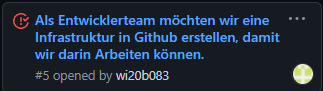 Als Entwicklerteam möchten wir eine
Infrastruktur in Github erstellen, damit
wir darin Arbeiten können.
#5 opened by wi20b083